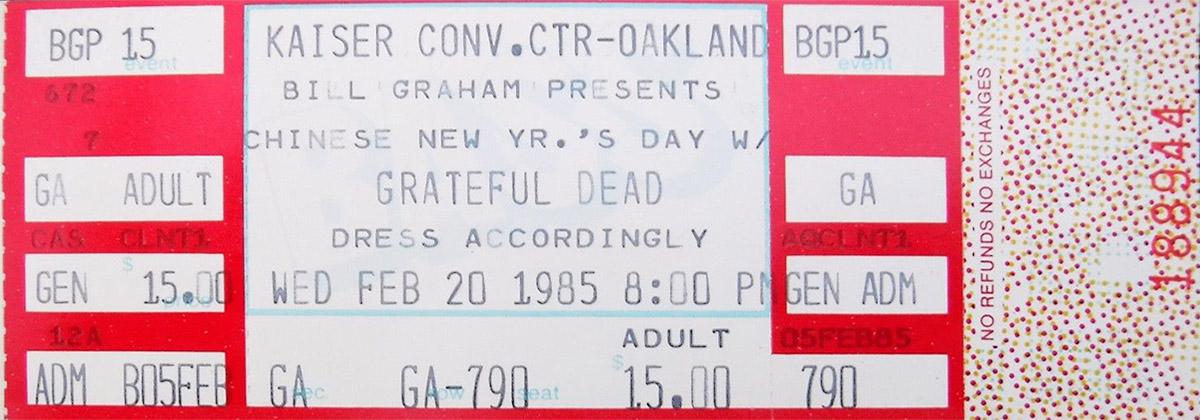 BGP 15
event
672
7
GA ADULT
CAS CLNT1
$
GEN 15.00
price
12A
ADM B05FEB
KAISER CONV.CTR-OAKLAND
BILL GRAHAM PRESENTS
CHINESE NEW YR.'S DAY W/
GRATEFUL DEAD
DRESS ACCORDINGLY
WED FEB 20 1985 8:00 PM
ADULT
$
GA GA-790 15.00
sec. row seat
BGP15
event
GA
AQCLNT1
GEN ADM
05FEB85
790
NO REFUNDS NO EXCHANGES
18894